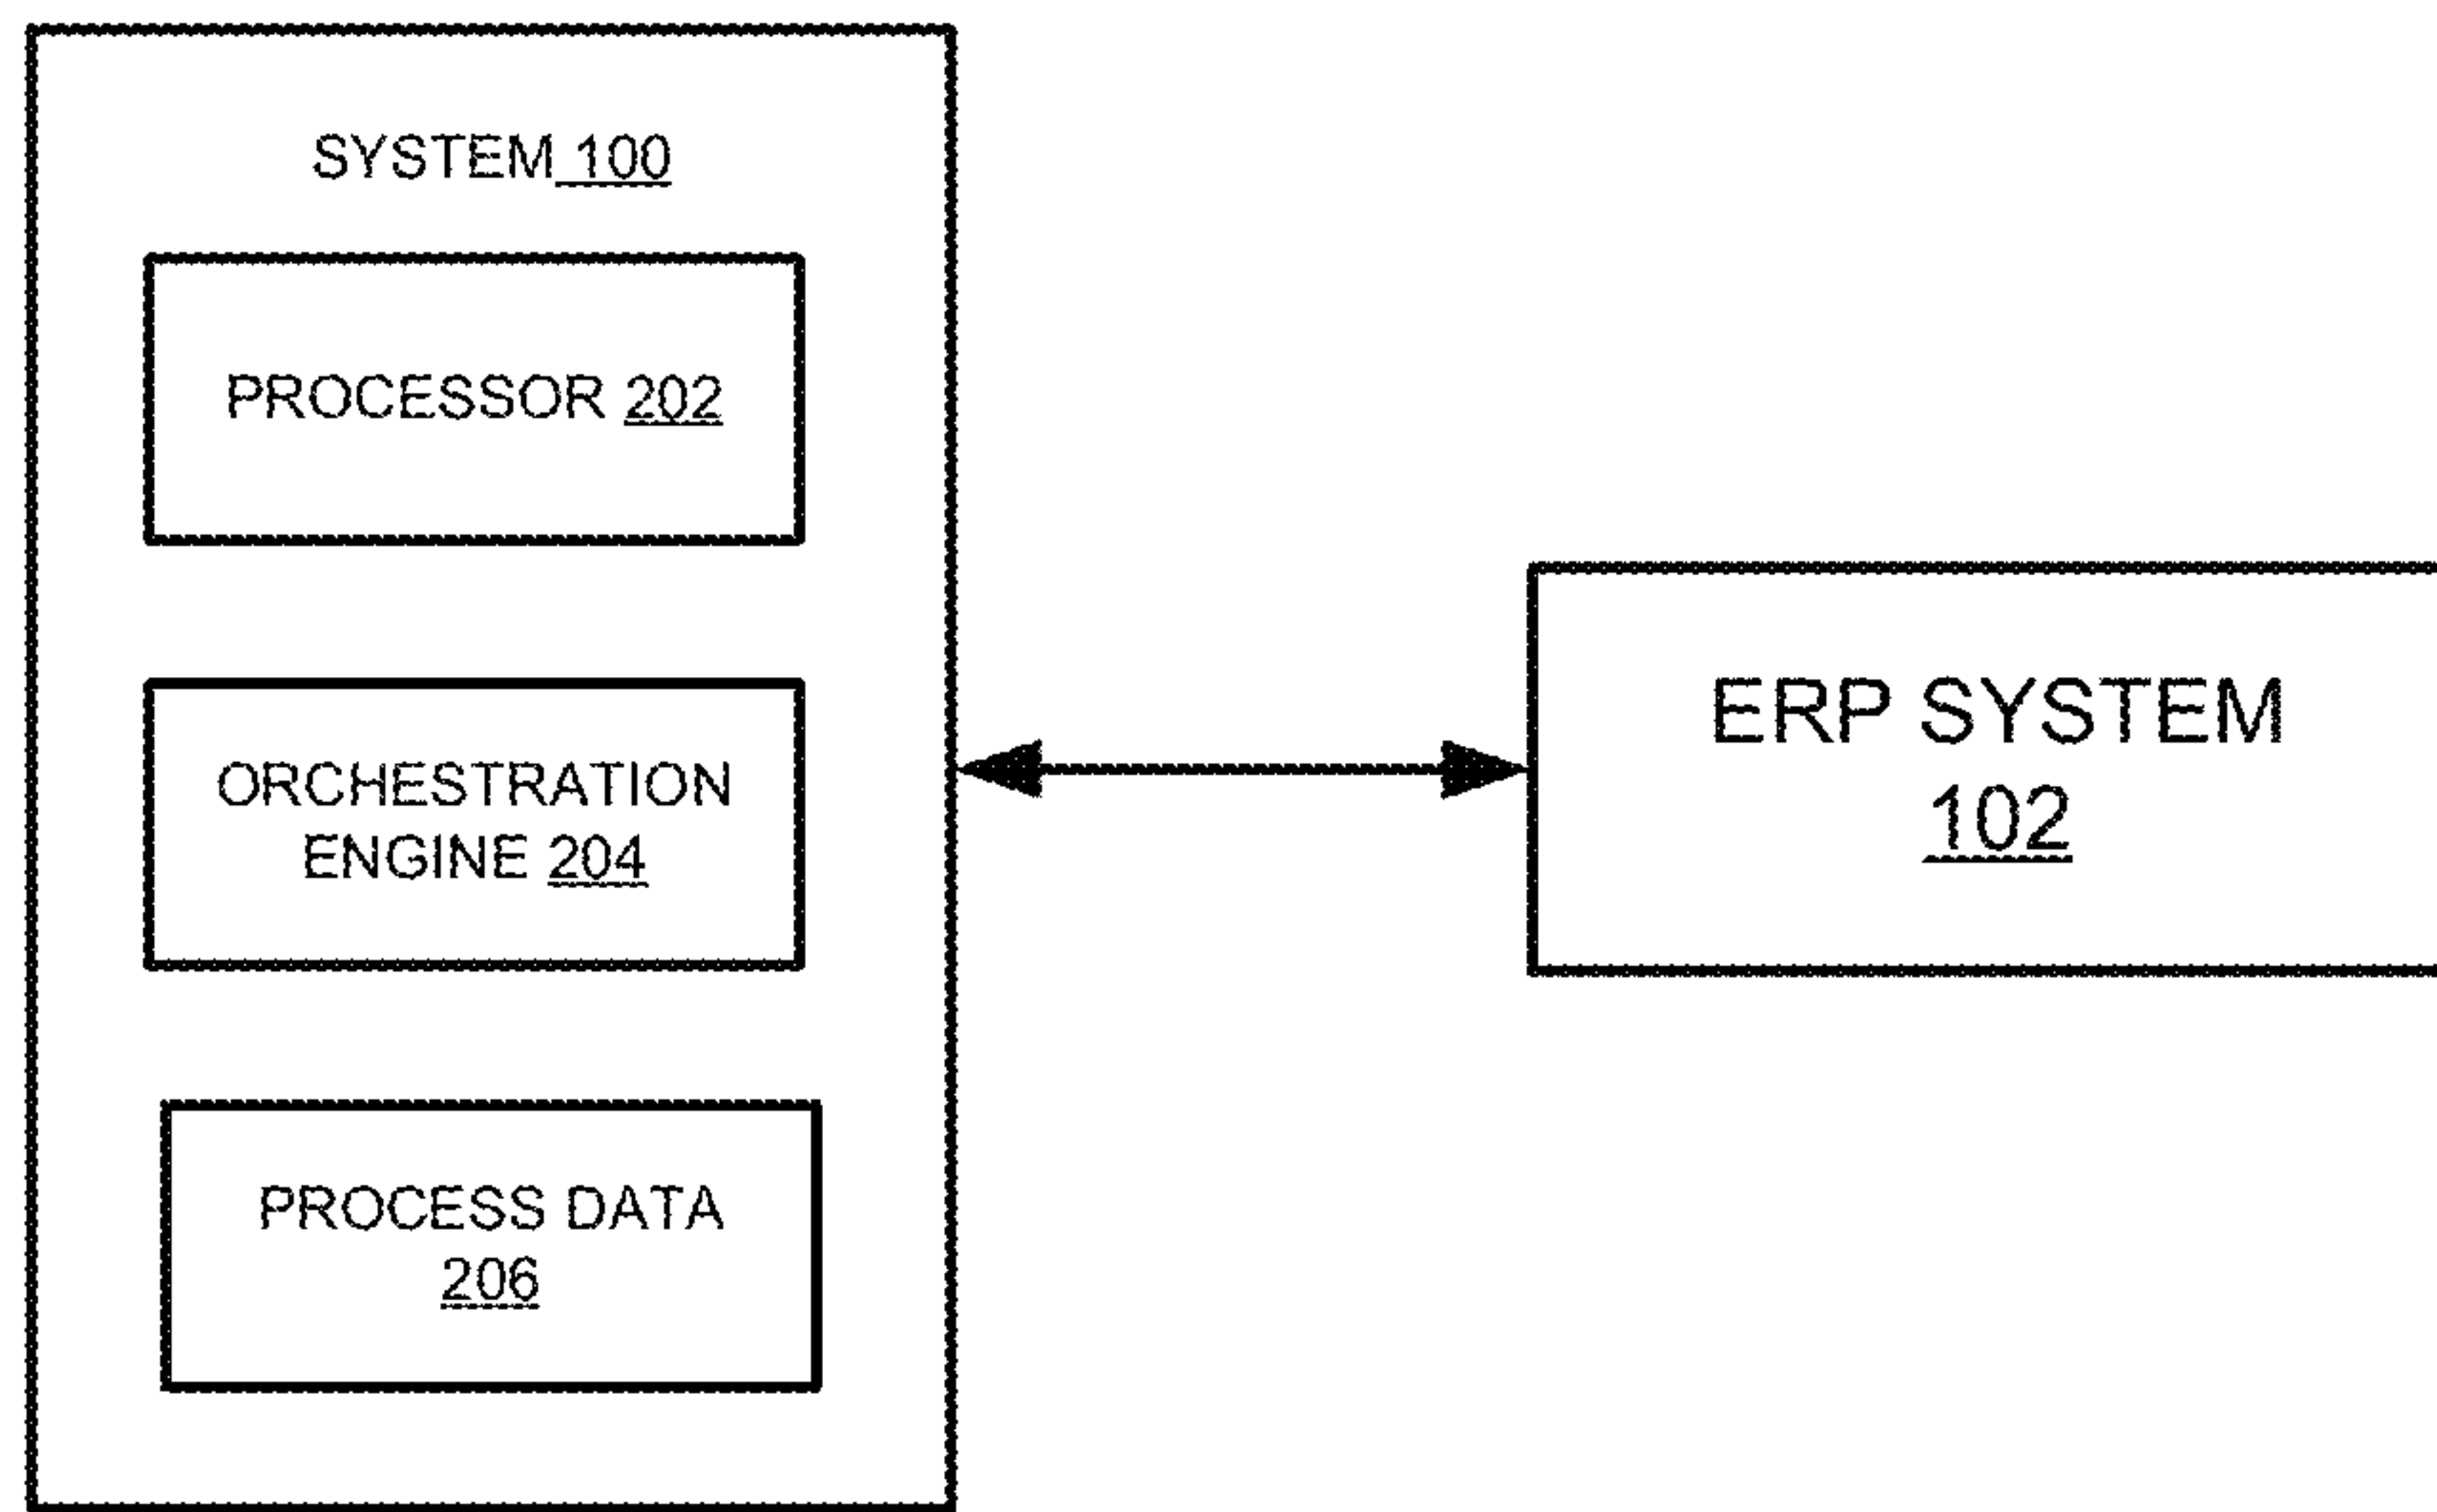 SYSTEM 100
PROCESSOR 202
ORCHESTRATION
ENGINE 204
PROCESS DATA
206
ERP SYSTEM
102